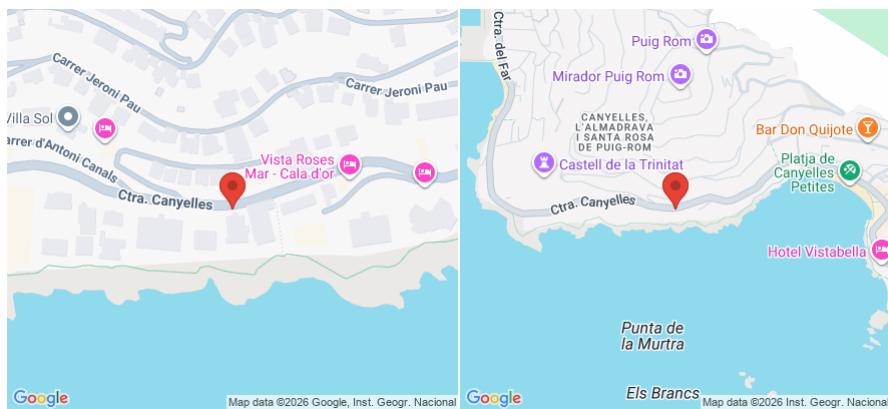 Carrer Jeroni Pau
Carrer Jeroni Pau
Villa Sol
Carrer d'Antoni Canals
Vista Roses
Mar - Cala d'or
Ctra. Canyelles
Google
Map data ©2026 Google, Inst. Geogr. Nacional
Ctra. del Far
Puig Rom
Mirador Puig Rom
CANYELLES,
L'ALMADRAVA
I SANTA ROSA
DE PUIG-ROM
Bar Don Quijote
Castell de la Trinitat
Platja de
Canyelles
Petites
Ctra. Canyelles
Hotel Vistabella
Punta de
la Murtra
Els Brancs
Google
Map data ©2026 Google, Inst. Geogr. Nacional